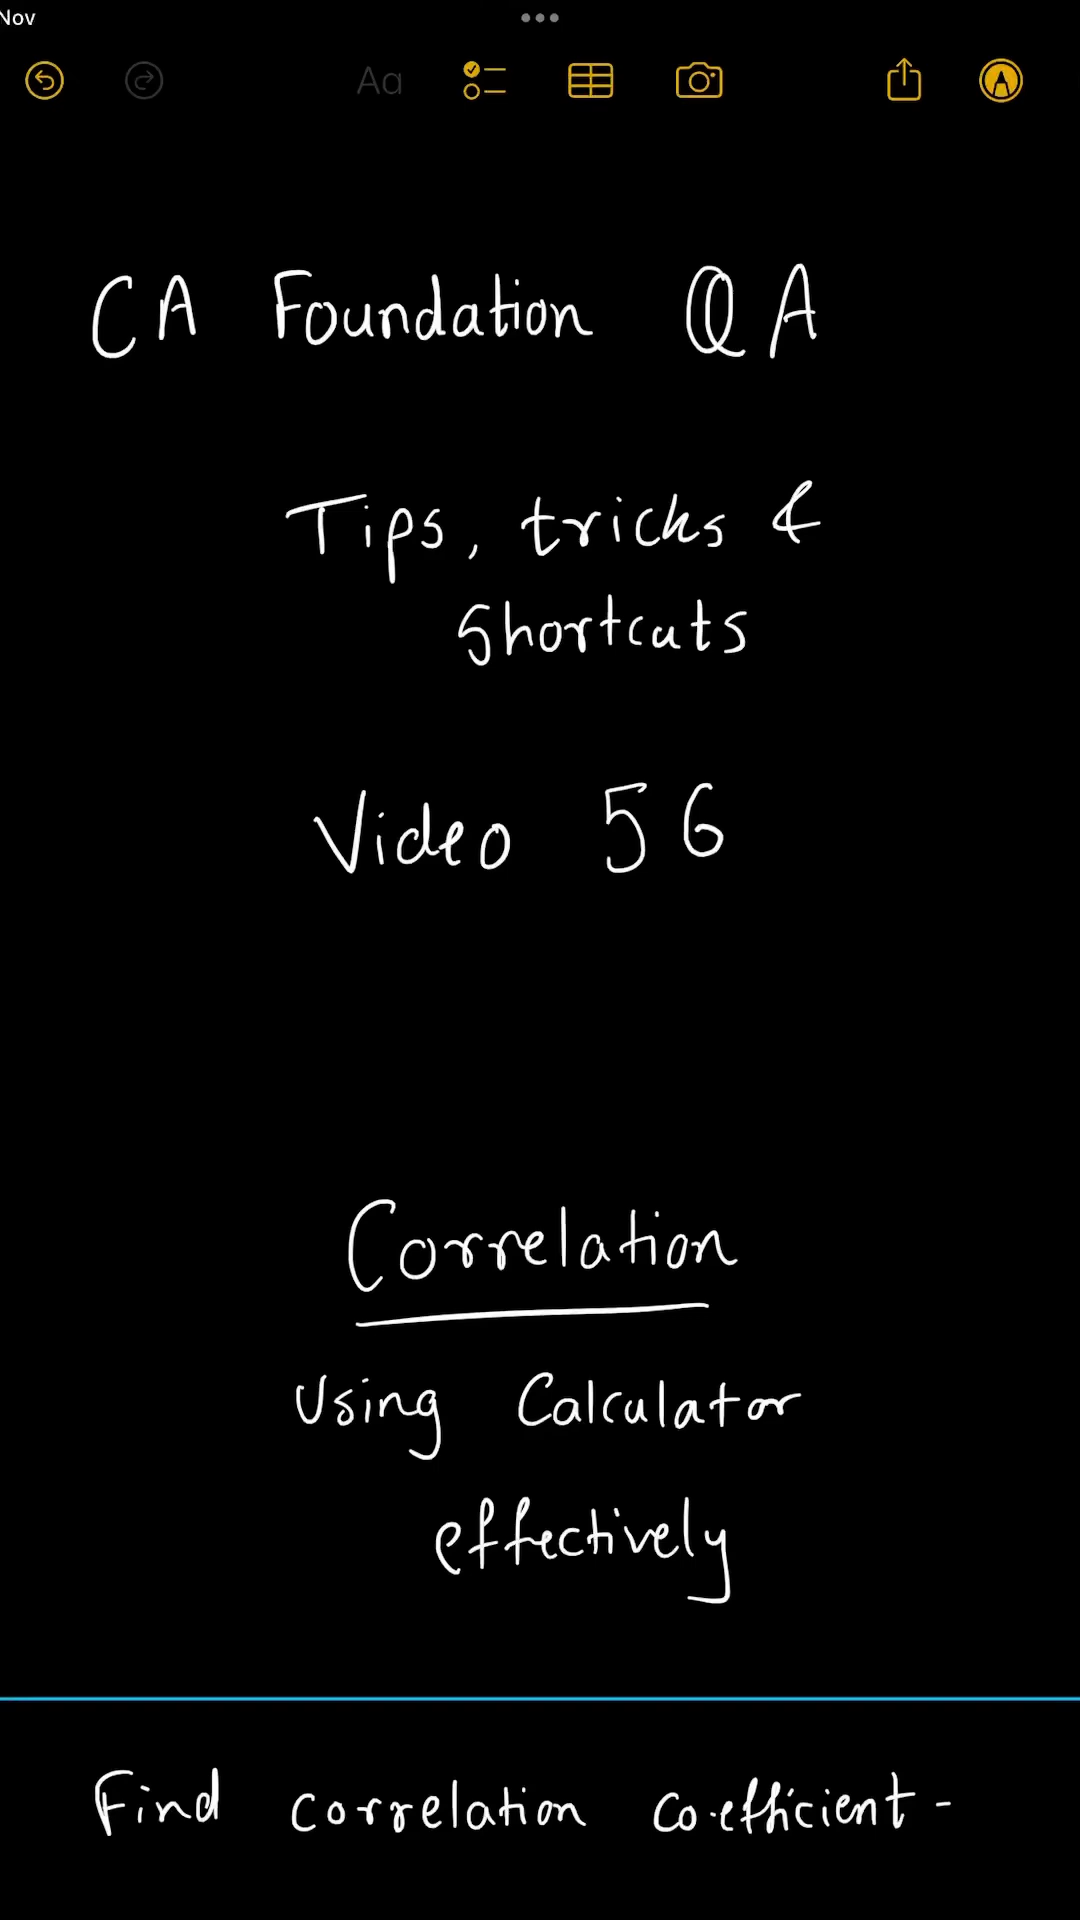 Nov
Aa
CA Foundation QA
Tips, tricks &
Shortcuts
Video 56
Correlation
Using Calculator
effectively
Find correlation co-efficient -